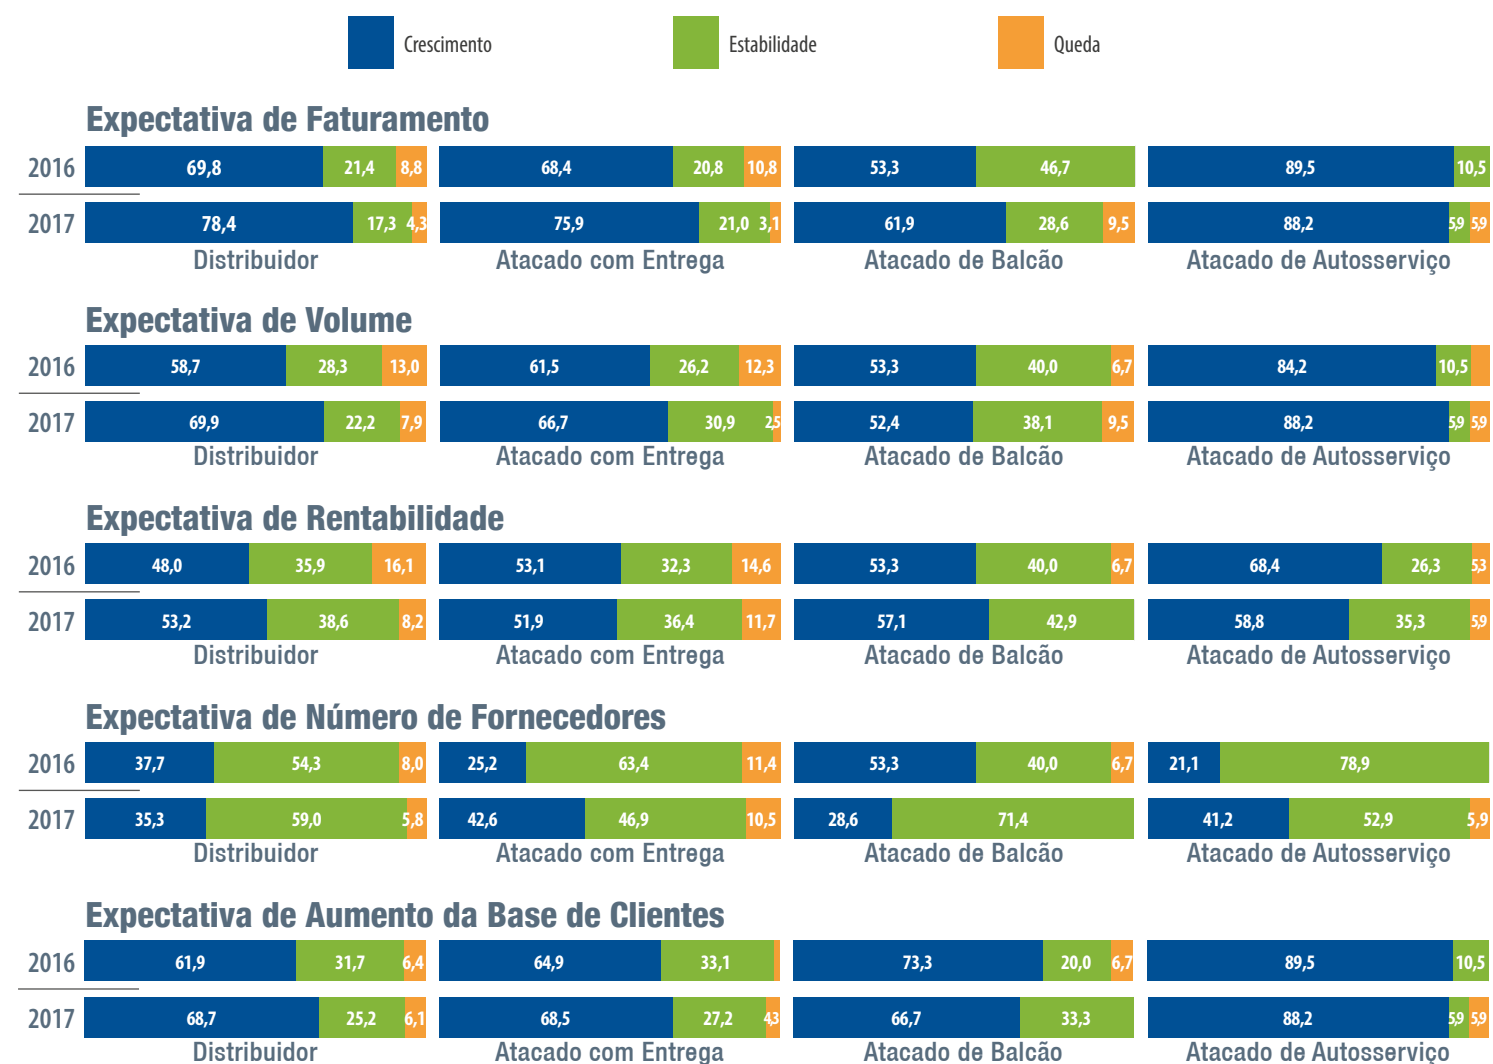 Crescimento Estabilidade Queda
Expectativa de Faturamento
2016 69,8 21,4 8,8 68,4 20,8 10,8 53,3 46,7 89,5 10,5
2017 78,4 17,3 4,3 75,9 21,0 3,1 61,9 28,6 9,5 88,2 5,9 5,9
Distribuidor Atacado com Entrega Atacado de Balcão Atacado de Autosserviço
Expectativa de Volume
2016 58,7 28,3 13,0 61,5 26,2 12,3 53,3 40,0 6,7 84,2 10,5
2017 69,9 22,2 7,9 66,7 30,9 2,5 52,4 38,1 9,5 88,2 5,9 5,9
Distribuidor Atacado com Entrega Atacado de Balcão Atacado de Autosserviço
Expectativa de Rentabilidade
2016 48,0 35,9 16,1 53,1 32,3 14,6 53,3 40,0 6,7 68,4 26,3 5,3
2017 53,2 38,6 8,2 51,9 36,4 11,7 57,1 42,9 58,8 35,3 5,9
Distribuidor Atacado com Entrega Atacado de Balcão Atacado de Autosserviço
Expectativa de Número de Fornecedores
2016 37,7 54,3 8,0 25,2 63,4 11,4 53,3 40,0 6,7 21,1 78,9
2017 35,3 59,0 5,8 42,6 46,9 10,5 28,6 71,4 41,2 52,9 5,9
Distribuidor Atacado com Entrega Atacado de Balcão Atacado de Autosserviço
Expectativa de Aumento da Base de Clientes
2016 61,9 31,7 6,4 64,9 33,1 73,3 20,0 6,7 89,5 10,5
2017 68,7 25,2 6,1 68,5 27,2 4,3 66,7 33,3 88,2 5,9 5,9
Distribuidor Atacado com Entrega Atacado de Balcão Atacado de Autosserviço